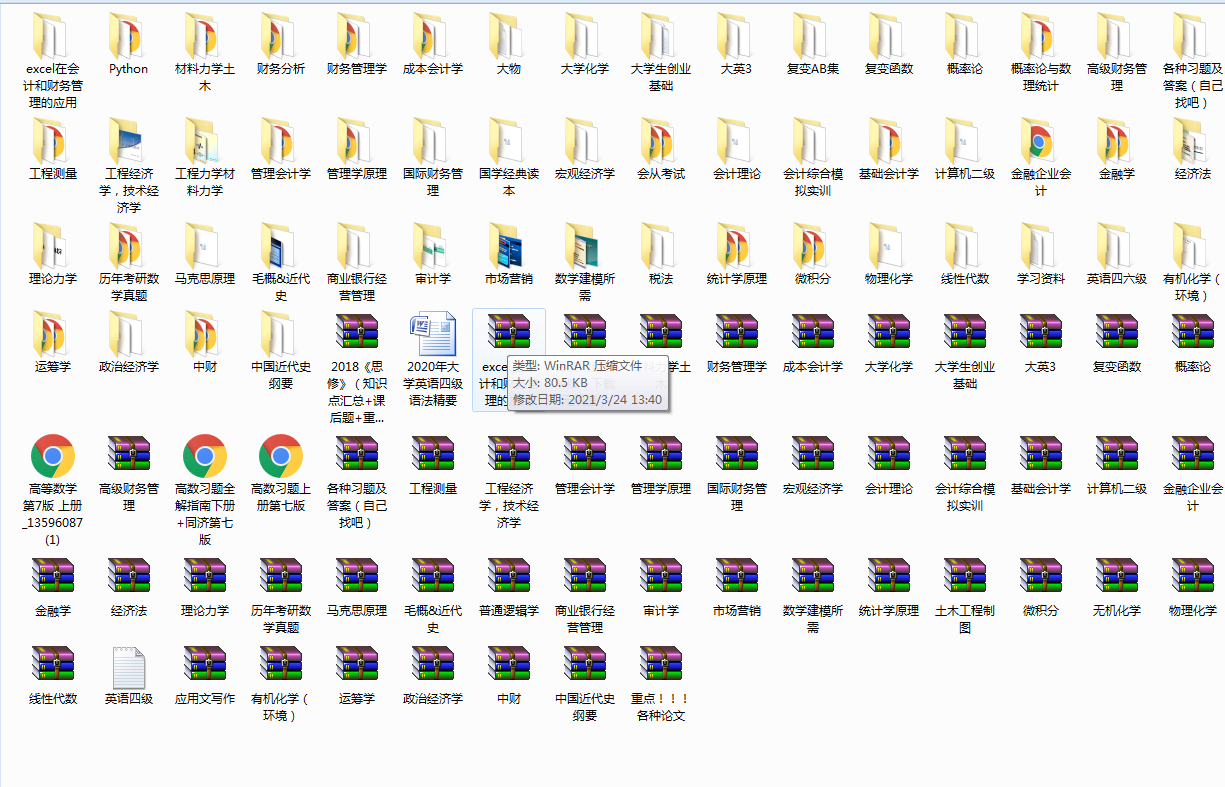 excel在会
计和财务管
理的应用
Python
材料力学土
木
财务分析
财务管理学
成本会计学
大物
大学化学
大学生创业
基础
大英3
复变AB集
复变函数
概率论
概率论与数
理统计
高级财务管
理
各种习题及
答案（自己
找吧）
工程测量
工程经济
学，技术经
济学
工程力学材
料力学
管理会计学
管理学原理
国际财务管
理
国学经典读
本
宏观经济学
会从考试
会计理论
会计综合模
拟实训
基础会计学
计算机二级
金融企业会
计
金融学
经济法
理论力学
历年考研数
学真题
马克思原理
毛概&近代
史
商业银行经
营管理
审计学
市场营销
数学建模所
需
税法
统计学原理
微积分
物理化学
线性代数
学习资料
英语四六级
有机化学（
环境）
运筹学
政治经济学
中财
中国近代史
纲要
2018《思
修》（知识
点汇总+课
后题+重...
2020年大
学英语四级
语法精要
类型: WinRAR 压缩文件
大小: 80.5 KB
修改日期: 2021/3/24 13:40
财务管理学
成本会计学
大学化学
大学生创业
基础
大英3
复变函数
概率论
高等数学
第7版 上册
_13596087
(1)
高级财务管
理
高数习题全
解指南下册
+同济第七
版
高数习题上
册第七版
各种习题及
答案（自己
找吧）
工程测量
工程经济
学，技术经
济学
管理会计学
管理学原理
国际财务管
理
宏观经济学
会计理论
会计综合模
拟实训
基础会计学
计算机二级
金融企业会
计
金融学
经济法
理论力学
历年考研数
学真题
马克思原理
毛概&近代
史
普通逻辑学
商业银行经
营管理
审计学
市场营销
数学建模所
需
统计学原理
土木工程制
图
微积分
无机化学
物理化学
线性代数
英语四级
应用文写作
有机化学（
环境）
运筹学
政治经济学
中财
中国近代史
纲要
重点！！！
各种论文